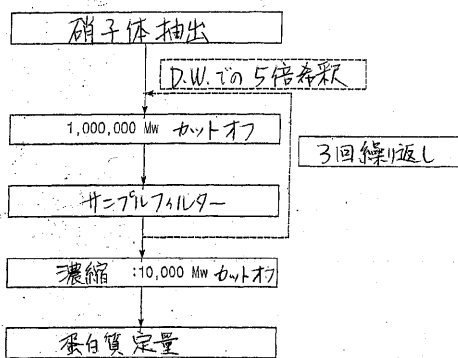 硝子体抽出
D.W.での5倍希釈
1,000,000 Mw カットオフ
3回繰り返し
サンプルフィルター
濃縮 :10,000 Mw カットオフ
蛋白質定量